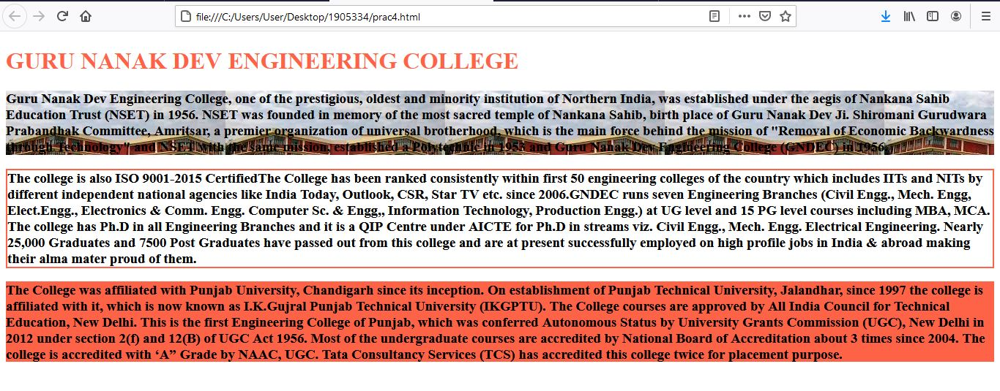 file:///C:/Users/User/Desktop/1905334/prac4.html
GURU NANAK DEV ENGINEERING COLLEGE
Guru Nanak Dev Engineering College, one of the prestigious, oldest and minority institution of Northern India, was established under the aegis of Nankana Sahib
Education Trust (NSET) in 1956. NSET was founded in memory of the most sacred temple of Nankana Sahib, birth place of Guru Nanak Dev Ji. Shiromani Gurudwara
Prabandhak Committee, Amritsar, a premier organization of universal brotherhood, which is the main force behind the mission of "Removal of Economic Backwardness
through Technology" and NSET with the same mission, established a Polytechnic in 1953 and Guru Nanak Dev Engineering College (GNDEC) in 1956.
The college is also ISO 9001-2015 CertifiedThe College has been ranked consistently within first 50 engineering colleges of the country which includes IITs and NITs by
different independent national agencies like India Today, Outlook, CSR, Star TV etc. since 2006.GNDEC runs seven Engineering Branches (Civil Engg., Mech. Engg,
Elect.Engg., Electronics & Comm. Engg. Computer Sc. & Engg,, Information Technology, Production Engg.) at UG level and 15 PG level courses including MBA, MCA.
The college has Ph.D in all Engineering Branches and it is a QIP Centre under AICTE for Ph.D in streams viz. Civil Engg., Mech. Engg. Electrical Engineering. Nearly
25,000 Graduates and 7500 Post Graduates have passed out from this college and are at present successfully employed on high profile jobs in India & abroad making
their alma mater proud of them.
The College was affiliated with Punjab University, Chandigarh since its inception. On establishment of Punjab Technical University, Jalandhar, since 1997 the college is
affiliated with it, which is now known as I.K.Gujral Punjab Technical University (IKGPTU). The College courses are approved by All India Council for Technical
Education, New Delhi. This is the first Engineering College of Punjab, which was conferred Autonomous Status by University Grants Commission (UGC), New Delhi in
2012 under section 2(f) and 12(B) of UGC Act 1956. Most of the undergraduate courses are accredited by National Board of Accreditation about 3 times since 2004. The
college is accredited with ‘A” Grade by NAAC, UGC. Tata Consultancy Services (TCS) has accredited this college twice for placement purpose.